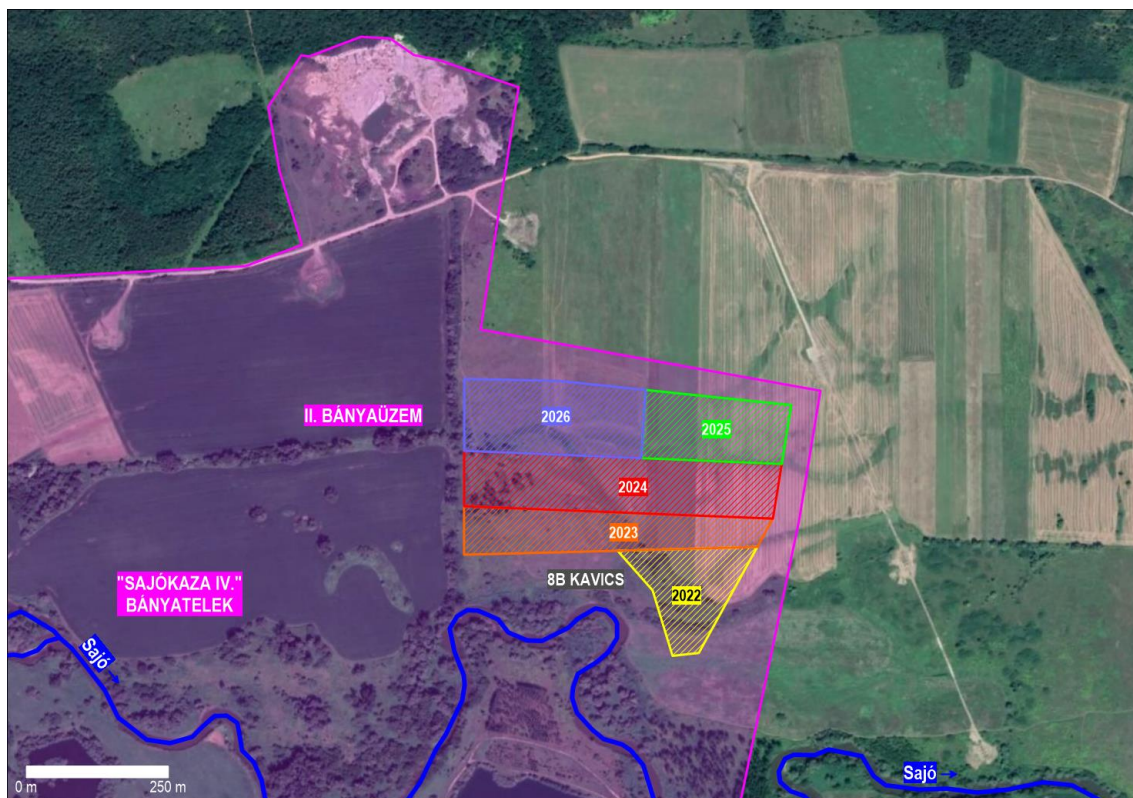 2026
II. BÁNYAÜZEM
2025
2024
2023
8B KAVICS
"SAJÓKAZA IV."
BÁNYATELEK
2022
Sajó →
Sajó →
0 m
250 m